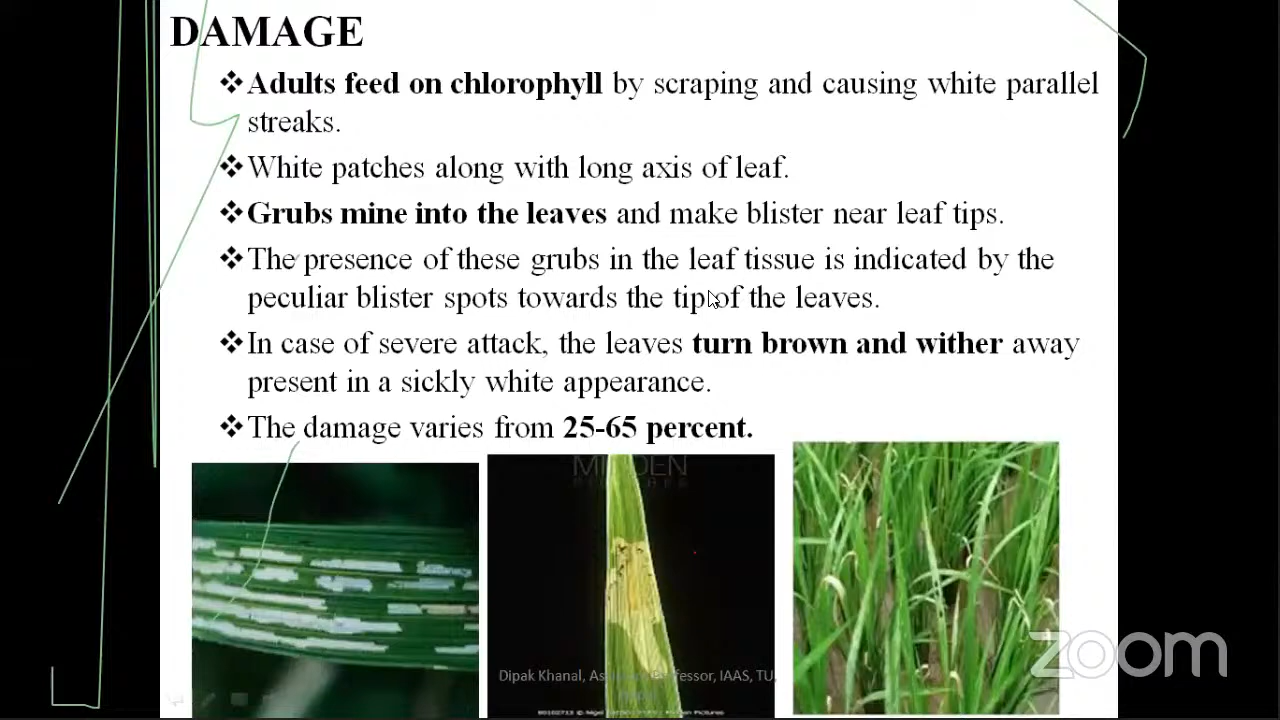 DAMAGE
❖Adults feed on chlorophyll by scraping and causing white parallel
streaks.
❖White patches along with long axis of leaf.
❖Grubs mine into the leaves and make blister near leaf tips.
❖The presence of these grubs in the leaf tissue is indicated by the
peculiar blister spots towards the tip of the leaves.
❖In case of severe attack, the leaves turn brown and wither away
present in a sickly white appearance.
❖The damage varies from 25-65 percent.
Dipak Khanal, IAAS, TU,
zoom